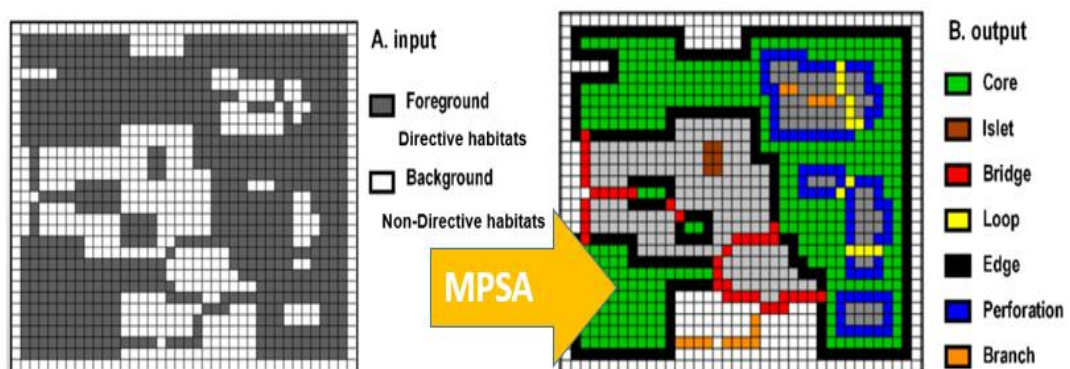 A. input
Foreground
Directive habitats
Background
Non-Directive habitats
MPSA
B. output
Core
Islet
Bridge
Loop
Edge
Perforation
Branch